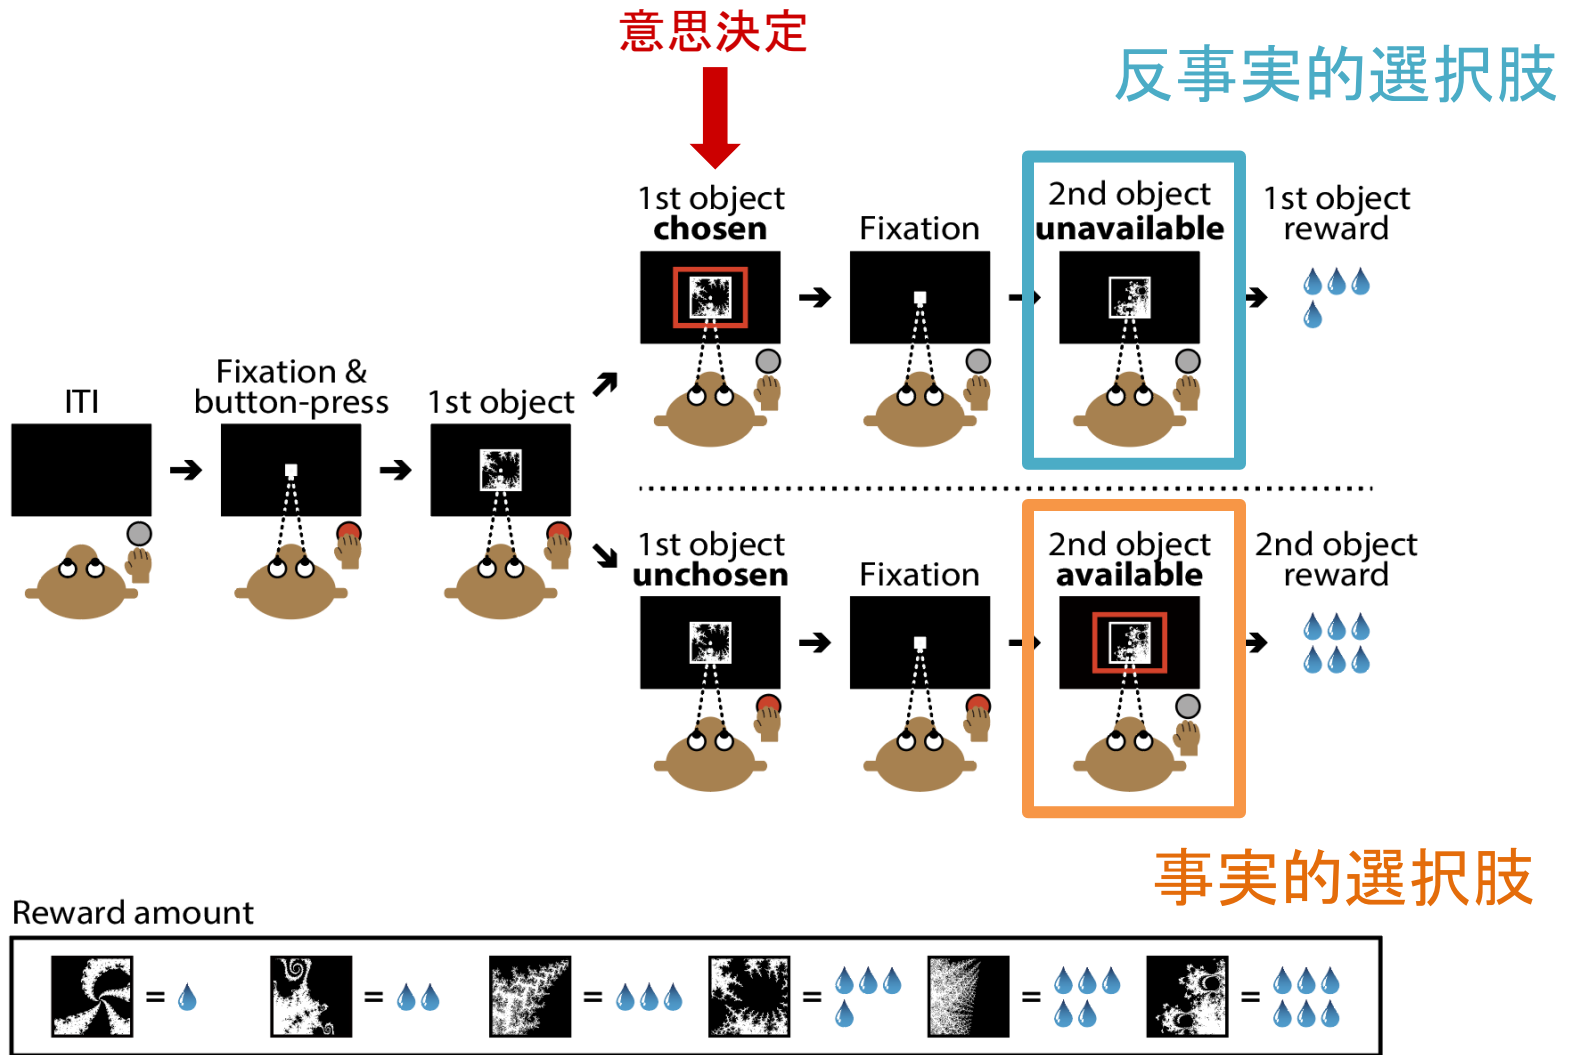 意思決定
反事実的選択肢
1st object
chosen
Fixation
2nd object
unavailable
1st object
reward
ITI
Fixation &
button-press
1st object
1st object
unchosen
Fixation
2nd object
available
2nd object
reward
事実的選択肢
Reward amount
= = = = = =